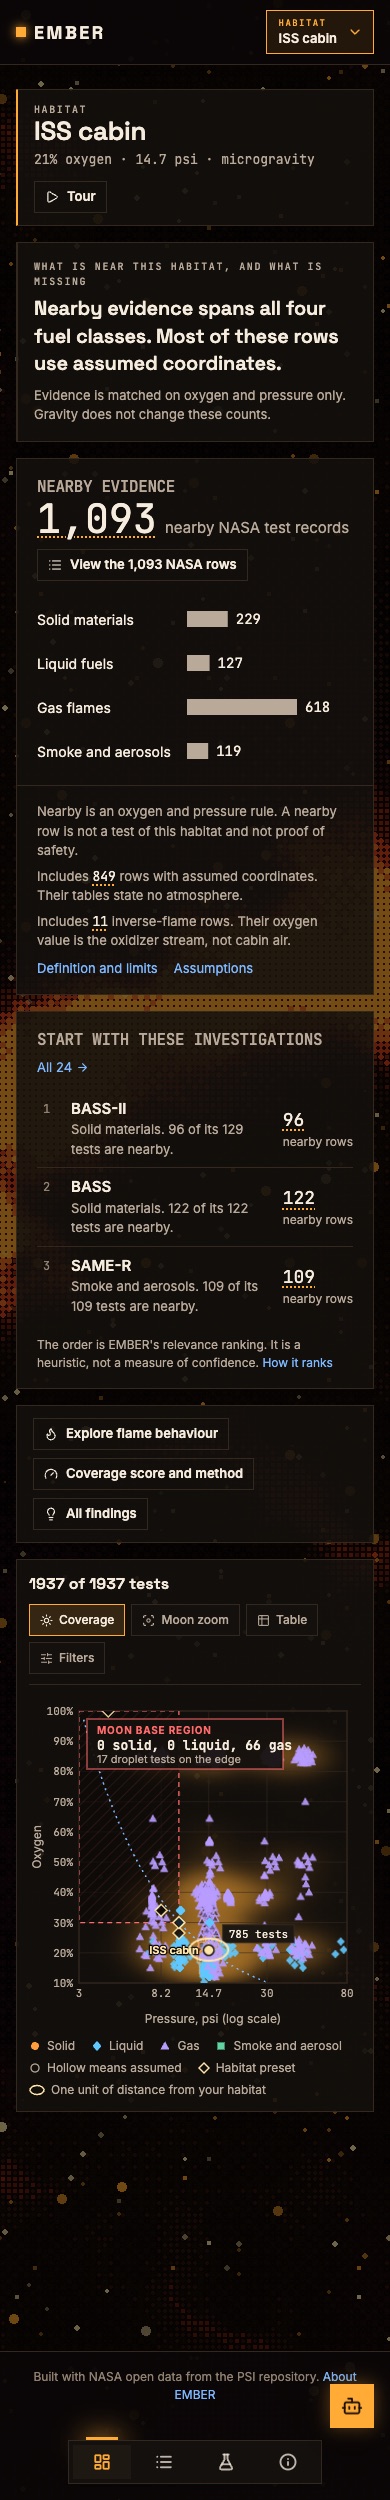 EMBER
HABITAT
ISS cabin
HABITAT
ISS cabin
21% oxygen · 14.7 psi · microgravity
Tour
WHAT IS NEAR THIS HABITAT, AND WHAT IS
MISSING
Nearby evidence spans all four
fuel classes. Most of these rows
use assumed coordinates.
Evidence is matched on oxygen and pressure only.
Gravity does not change these counts.
NEARBY EVIDENCE
1,093 nearby NASA test records
View the 1,093 NASA rows
Solid materials 229
Liquid fuels 127
Gas flames 618
Smoke and aerosols 119
Nearby is an oxygen and pressure rule. A nearby
row is not a test of this habitat and not proof of
safety.
Includes 849 rows with assumed coordinates.
Their tables state no atmosphere.
Includes 11 inverse-flame rows. Their oxygen
value is the oxidizer stream, not cabin air.
Definition and limits Assumptions
START WITH THESE INVESTIGATIONS
All 24 →
1 BASS-II
Solid materials. 96 of its 129
tests are nearby.
96
nearby rows
2 BASS
Solid materials. 122 of its 122
tests are nearby.
122
nearby rows
3 SAME-R
Smoke and aerosols. 109 of its
109 tests are nearby.
109
nearby rows
The order is EMBER's relevance ranking. It is a
heuristic, not a measure of confidence. How it ranks
Explore flame behaviour
Coverage score and method
All findings
1937 of 1937 tests
Coverage
Moon zoom
Table
Filters
100%
90%
80%
70%
60%
50%
40%
30%
20%
10%
Oxygen
MOON BASE REGION
0 solid, 0 liquid, 66 gas
17 droplet tests on the edge
785 tests
ISS cabin
3 8.2 14.7 30 80
Pressure, psi (log scale)
Solid Liquid Gas Smoke and aerosol
Hollow means assumed Habitat preset
One unit of distance from your habitat
Built with NASA open data from the PSI repository. About
EMBER